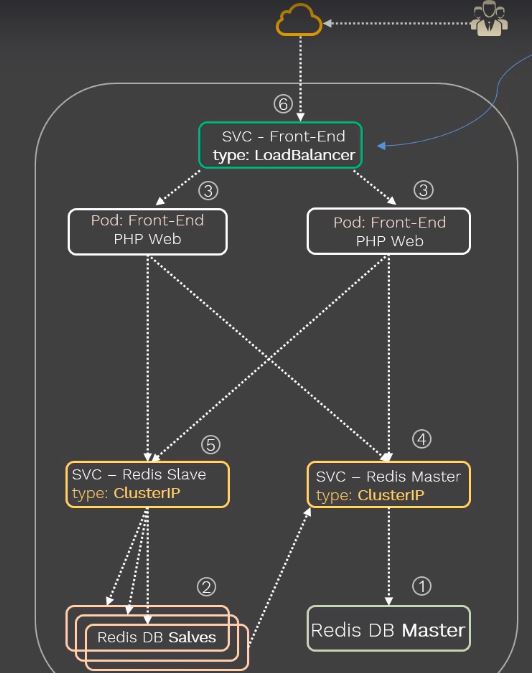 ⑥
SVC - Front-End
type: LoadBalancer
③
③
Pod: Front-End
PHP Web
Pod: Front-End
PHP Web
⑤
④
SVC – Redis Slave
type: ClusterIP
SVC – Redis Master
type: ClusterIP
②
①
Redis DB Salves
Redis DB Master